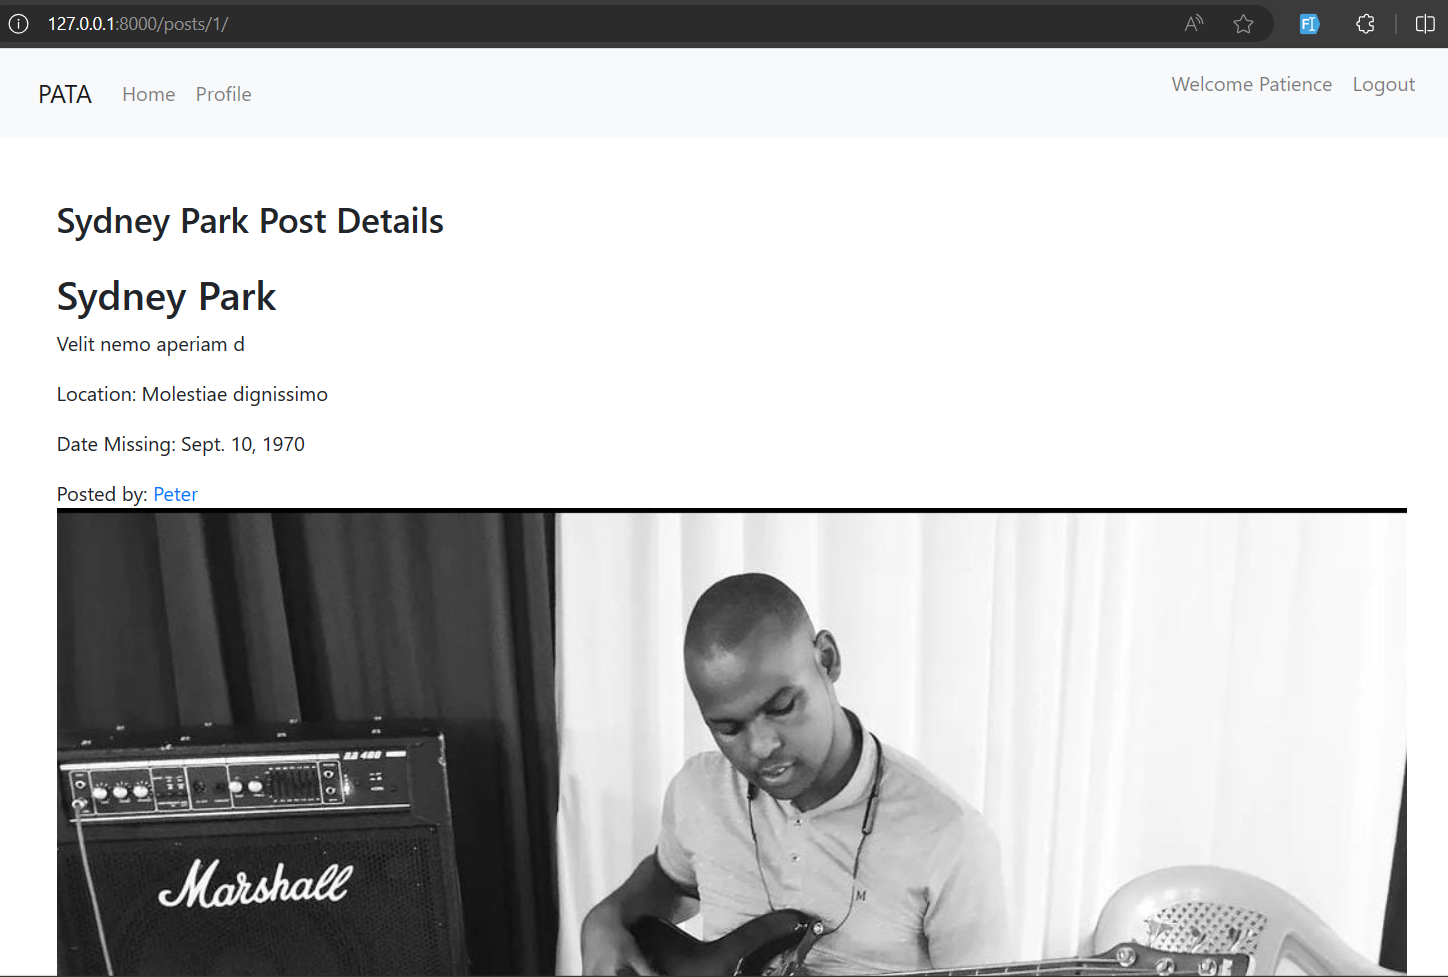 127.0.0.1:8000/posts/1/
PATA Home Profile Welcome Patience Logout
Sydney Park Post Details
Sydney Park
Velit nemo aperiam d
Location: Molestiae dignissimo
Date Missing: Sept. 10, 1970
Posted by: Peter
Marshall
M